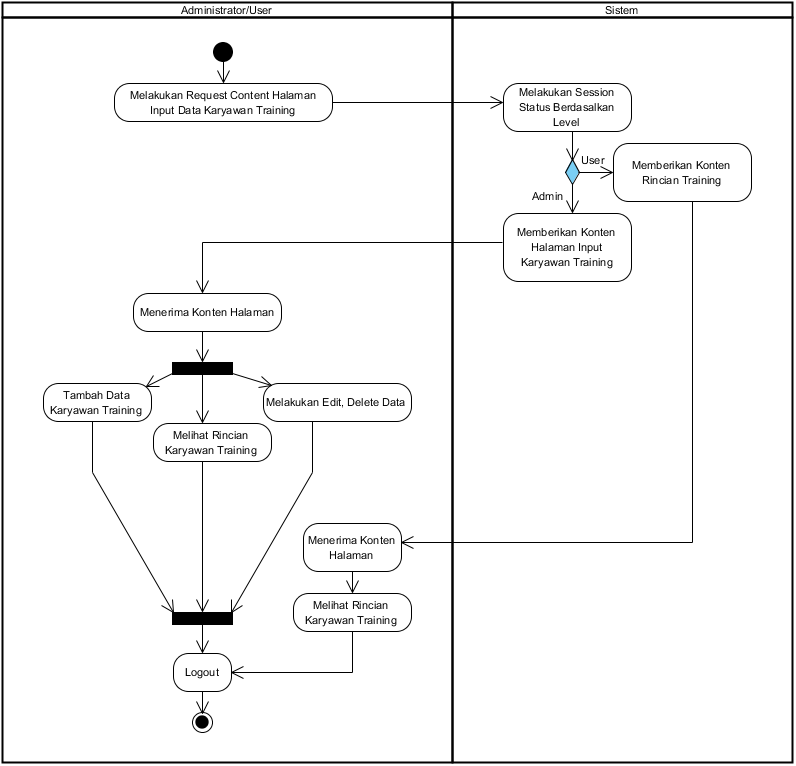 Administrator/User
Sistem
Melakukan Request Content Halaman
Input Data Karyawan Training
Melakukan Session
Status Berdasalkan
Level
User
Memberikan Konten
Rincian Training
Admin
Memberikan Konten
Halaman Input
Karyawan Training
Menerima Konten Halaman
Tambah Data
Karyawan Training
Melakukan Edit, Delete Data
Melihat Rincian
Karyawan Training
Menerima Konten
Halaman
Melihat Rincian
Karyawan Training
Logout